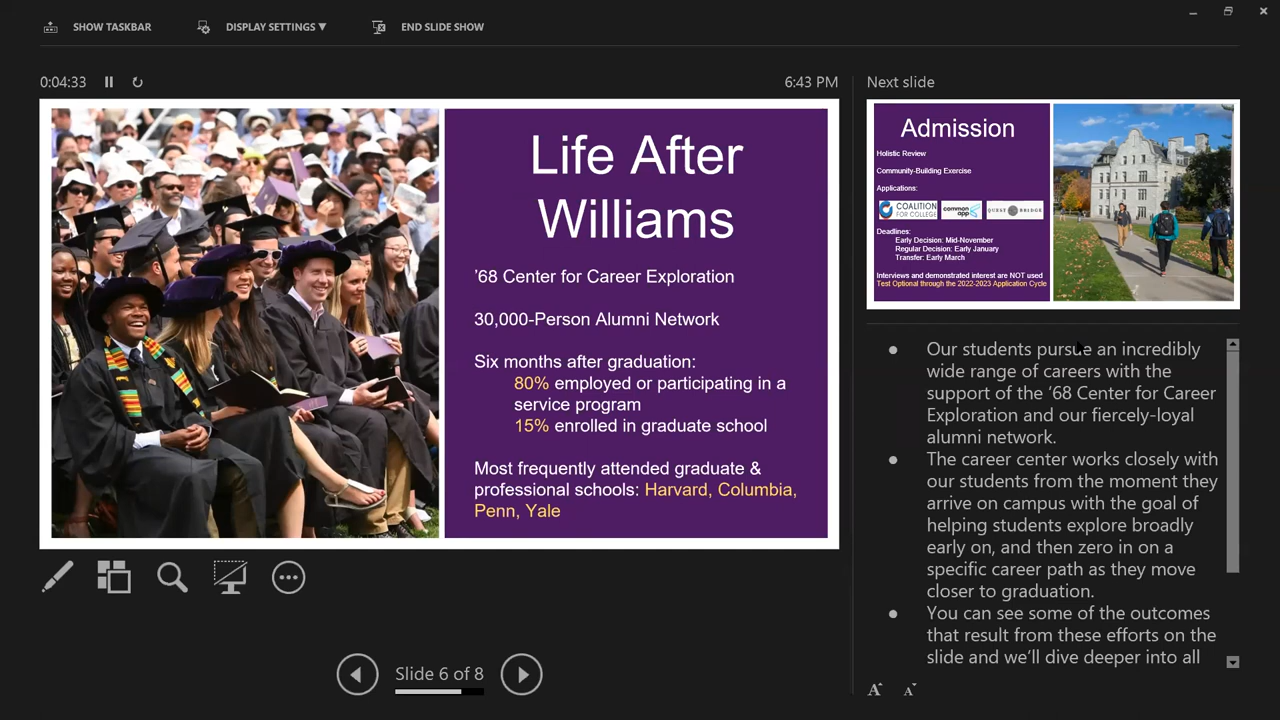 SHOW TASKBAR
DISPLAY SETTINGS ▼
END SLIDE SHOW
0:04:33
6:43 PM
Life After
Williams
'68 Center for Career Exploration
30,000-Person Alumni Network
Six months after graduation:
80% employed or participating in a
service program
15% enrolled in graduate school
Most frequently attended graduate &
professional schools: Harvard, Columbia,
Penn, Yale
Slide 6 of 8
Next slide
Admission
Holistic Review
Community-Building Exercise
Applications:
COALITION
FOR COLLEGE
common
app
QUESTBRIDGE
Deadlines:
Early Decision: Mid-November
Regular Decision: Early January
Transfer: Early March
Interviews and demonstrated interest are NOT used
Test Optional through the 2022-2023 Application Cycle
● Our students pursue an incredibly
wide range of careers with the
support of the '68 Center for Career
Exploration and our fiercely-loyal
alumni network.
● The career center works closely with
our students from the moment they
arrive on campus with the goal of
helping students explore broadly
early on, and then zero in on a
specific career path as they move
closer to graduation.
● You can see some of the outcomes
that result from these efforts on the
slide and we'll dive deeper into all
A A